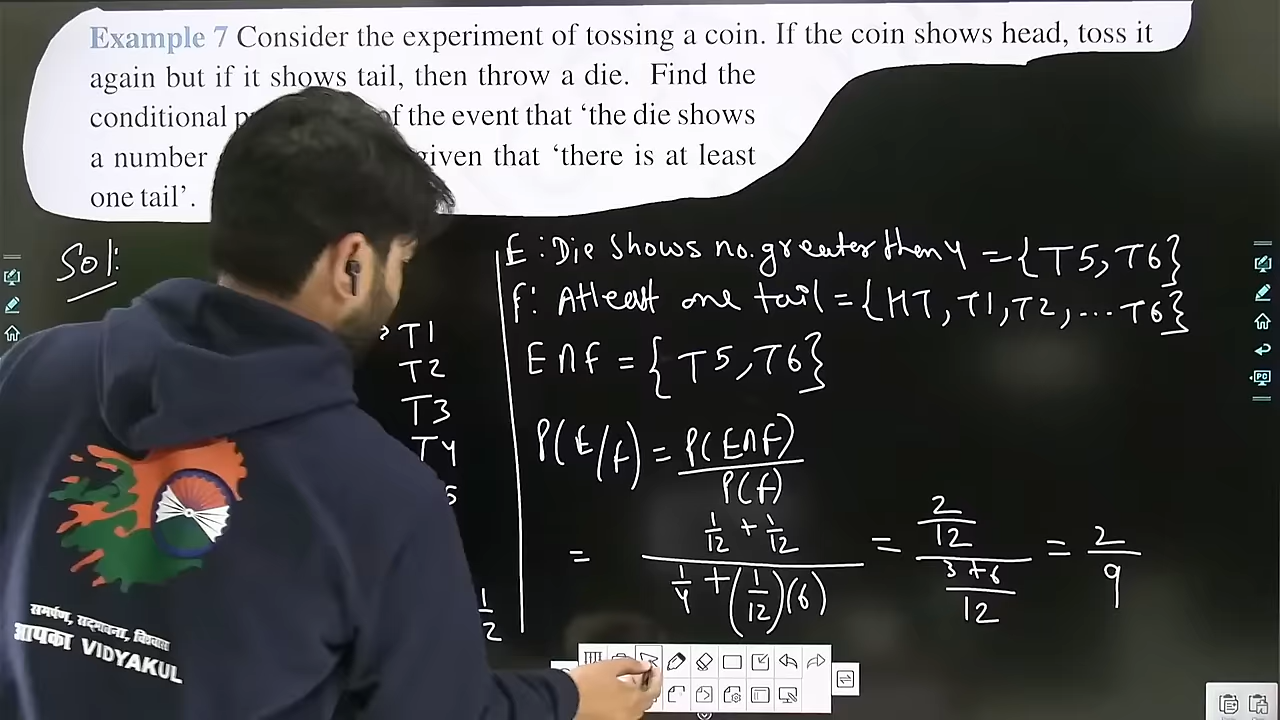 Example 7 Consider the experiment of tossing a coin. If the coin shows head, toss it
again but if it shows tail, then throw a die. Find the
conditional of the event that ‘the die shows
a number given that ‘there is at least
one tail’.
Sol:
T1
T2
T3
T4
5
1/2
E : Die shows no. greater then 4 = {T5, T6}
F : Atleast one tail = {HT, T1, T2, ... T6}
E∩F = {T5, T6}
P(E/F) = P(E∩F)/P(F)
= (1/12 + 1/12)/(1/4 + (1/12)(6)) = (2/12)/((3+6)/12) = 2/9
समर्पण, सद्भावना, विश्वास
आपका VIDYAKUL